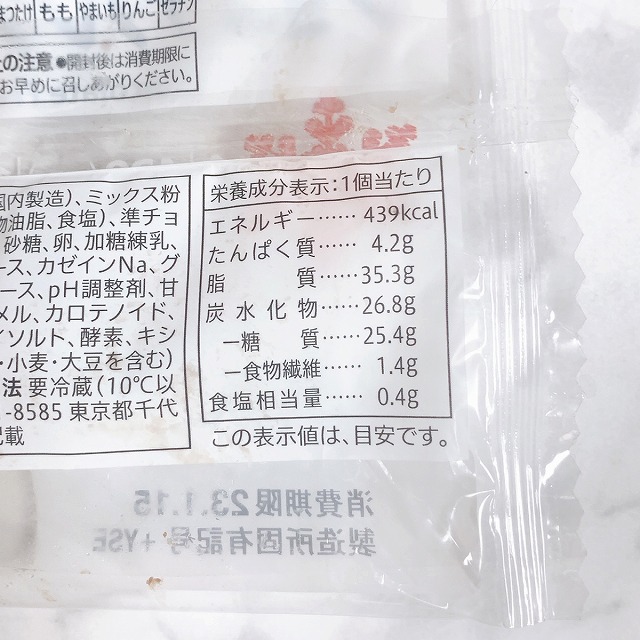 まつたけ もも やまいも りんご ゼラチン
の注意 ●開封後は消費期限に
お早めに召しあがりください。
国内製造)、ミックス粉
物油脂、食塩)、準チョ
砂糖、卵、加糖練乳、
ース、カゼインNa、グ
ース、pH調整剤、甘
メル、カロテノイド、
イソルト、酵素、キシ
・小麦・大豆を含む)
法 要冷蔵(10℃以
-8585 東京都千代
記載
栄養成分表示:1個当たり
エネルギー……439kcal
たんぱく質…… 4.2g
脂 質……35.3g
炭水化物……26.8g
―糖 質……25.4g
―食物繊維…… 1.4g
食塩相当量…… 0.4g
この表示値は、目安です。
消費期限23.1.15
製造所固有記号+YSE